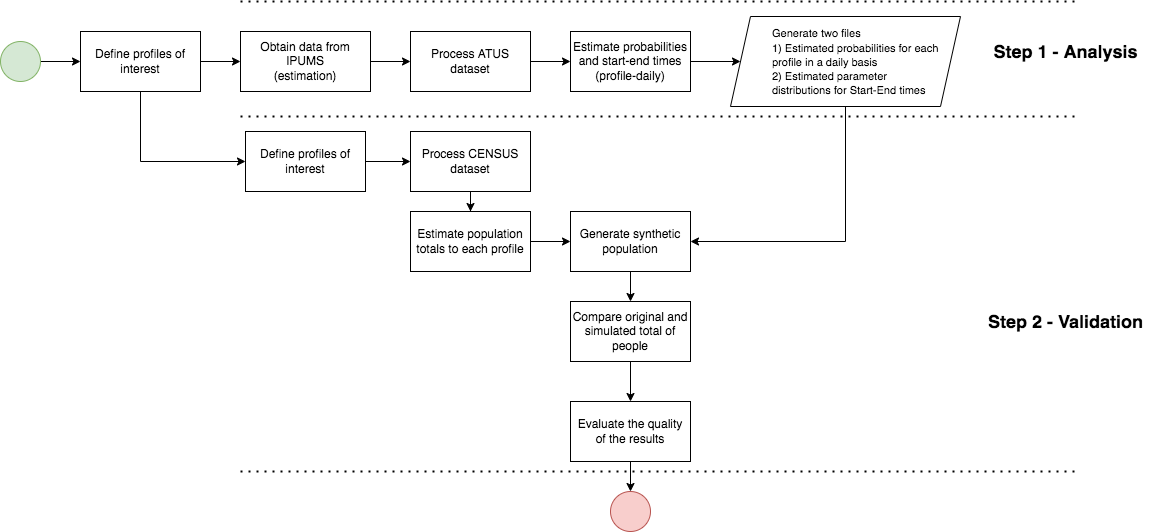 Define profiles of
interest
Obtain data from
IPUMS
(estimation)
Process ATUS
dataset
Estimate probabilities
and start-end times
(profile-daily)
Generate two files
1) Estimated probabilities for each
profile in a daily basis
2) Estimated parameter
distributions for Start-End times
Step 1 - Analysis
Define profiles of
interest
Process CENSUS
dataset
Estimate population
totals to each profile
Generate synthetic
population
Compare original and
simulated total of
people
Step 2 - Validation
Evaluate the quality
of the results